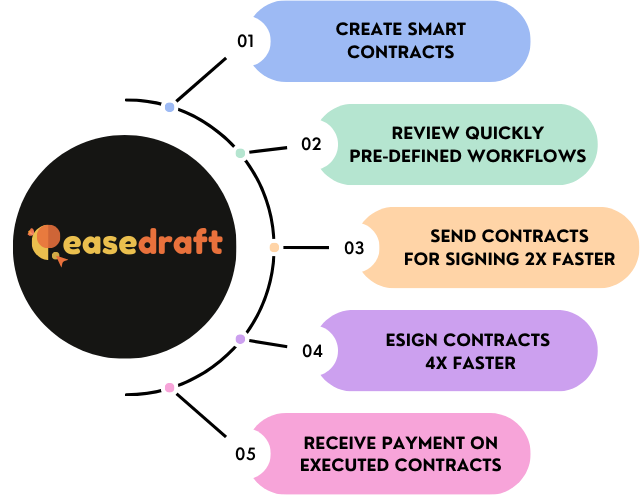 easedraft
01
CREATE SMART
CONTRACTS
02
REVIEW QUICKLY
PRE-DEFINED WORKFLOWS
03
SEND CONTRACTS
FOR SIGNING 2X FASTER
04
ESIGN CONTRACTS
4X FASTER
05
RECEIVE PAYMENT ON
EXECUTED CONTRACTS